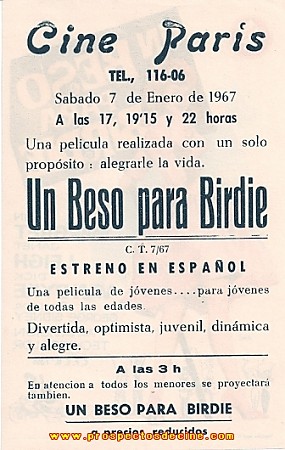 Cine Paris
TEL., 116-06
Sabado 7 de Enero de 1967
A las 17, 19'15 y 22 horas
Una pelicula realizada con un solo
propósito : alegrarle la vida.
Un Beso para Birdie
C. T. 7/67
ESTRENO EN ESPAÑOL
Una pelicula de jóvenes....para jóvenes
de todas las edades.
Divertida, optimista, juvenil, dinámica
y alegre.
A las 3 h
En atencion a todos los menores se proyectará
tambien.
UN BESO PARA BIRDIE
a precios reducidos
www.prospectosdecine.com